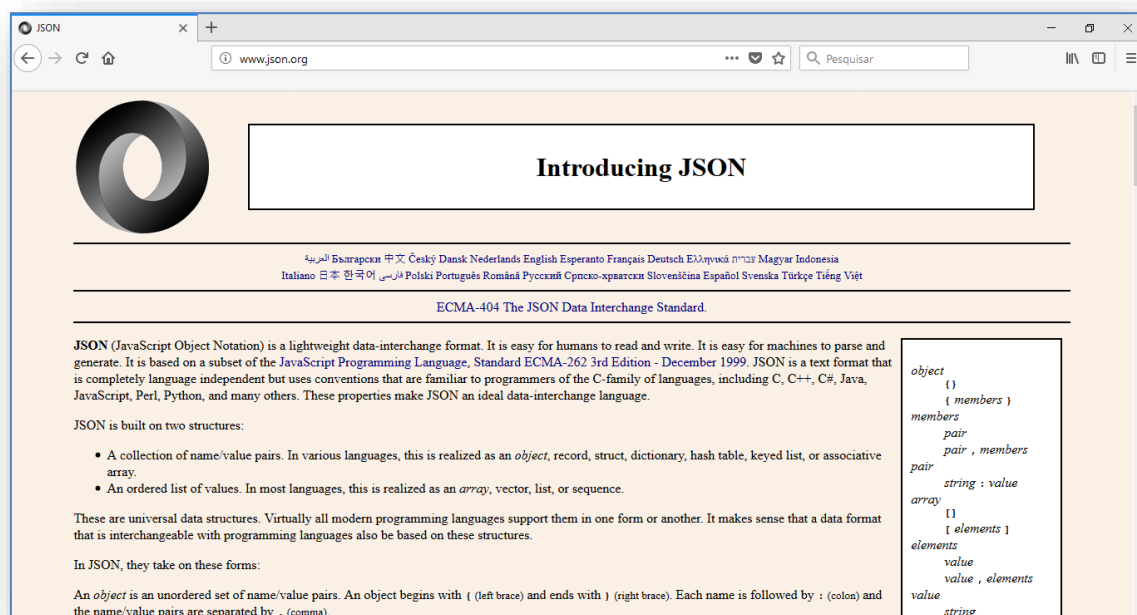 JSON
www.json.org
Pesquisar
Introducing JSON
العربية Български 中文 Český Dansk Nederlands English Esperanto Français Deutsch Ελληνικά עברית Magyar Indonesia
Italiano 日本 한국어 فارسی Polski Português Română Русский Српско-хрватски Slovenščina Español Svenska Türkçe Tiếng Việt
ECMA-404 The JSON Data Interchange Standard.
JSON (JavaScript Object Notation) is a lightweight data-interchange format. It is easy for humans to read and write. It is easy for machines to parse and
generate. It is based on a subset of the JavaScript Programming Language, Standard ECMA-262 3rd Edition - December 1999. JSON is a text format that
is completely language independent but uses conventions that are familiar to programmers of the C-family of languages, including C, C++, C#, Java,
JavaScript, Perl, Python, and many others. These properties make JSON an ideal data-interchange language.
JSON is built on two structures:
• A collection of name/value pairs. In various languages, this is realized as an object, record, struct, dictionary, hash table, keyed list, or associative
array.
• An ordered list of values. In most languages, this is realized as an array, vector, list, or sequence.
These are universal data structures. Virtually all modern programming languages support them in one form or another. It makes sense that a data format
that is interchangeable with programming languages also be based on these structures.
In JSON, they take on these forms:
An object is an unordered set of name/value pairs. An object begins with { (left brace) and ends with } (right brace). Each name is followed by : (colon) and
the name/value pairs are separated by , (comma).
object
{}
{ members }
members
pair
pair , members
pair
string : value
array
[]
[ elements ]
elements
value
value , elements
value
string